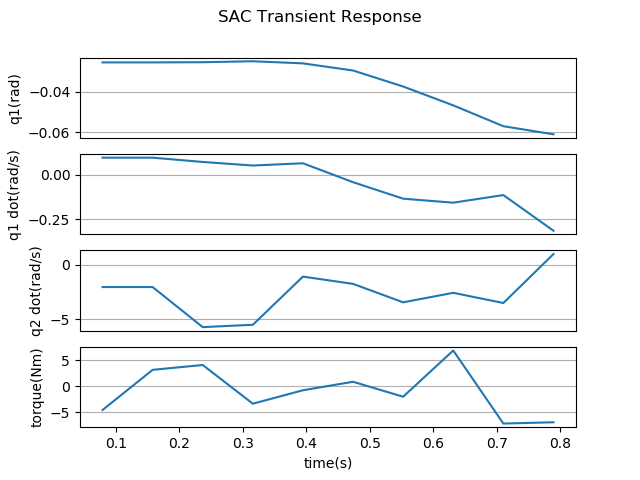 SAC Transient Response
q1(rad)
−0.04
−0.06
q1 dot(rad/s)
0.00
−0.25
q2 dot(rad/s)
0
−5
torque(Nm)
5
0
−5
0.1 0.2 0.3 0.4 0.5 0.6 0.7 0.8
time(s)